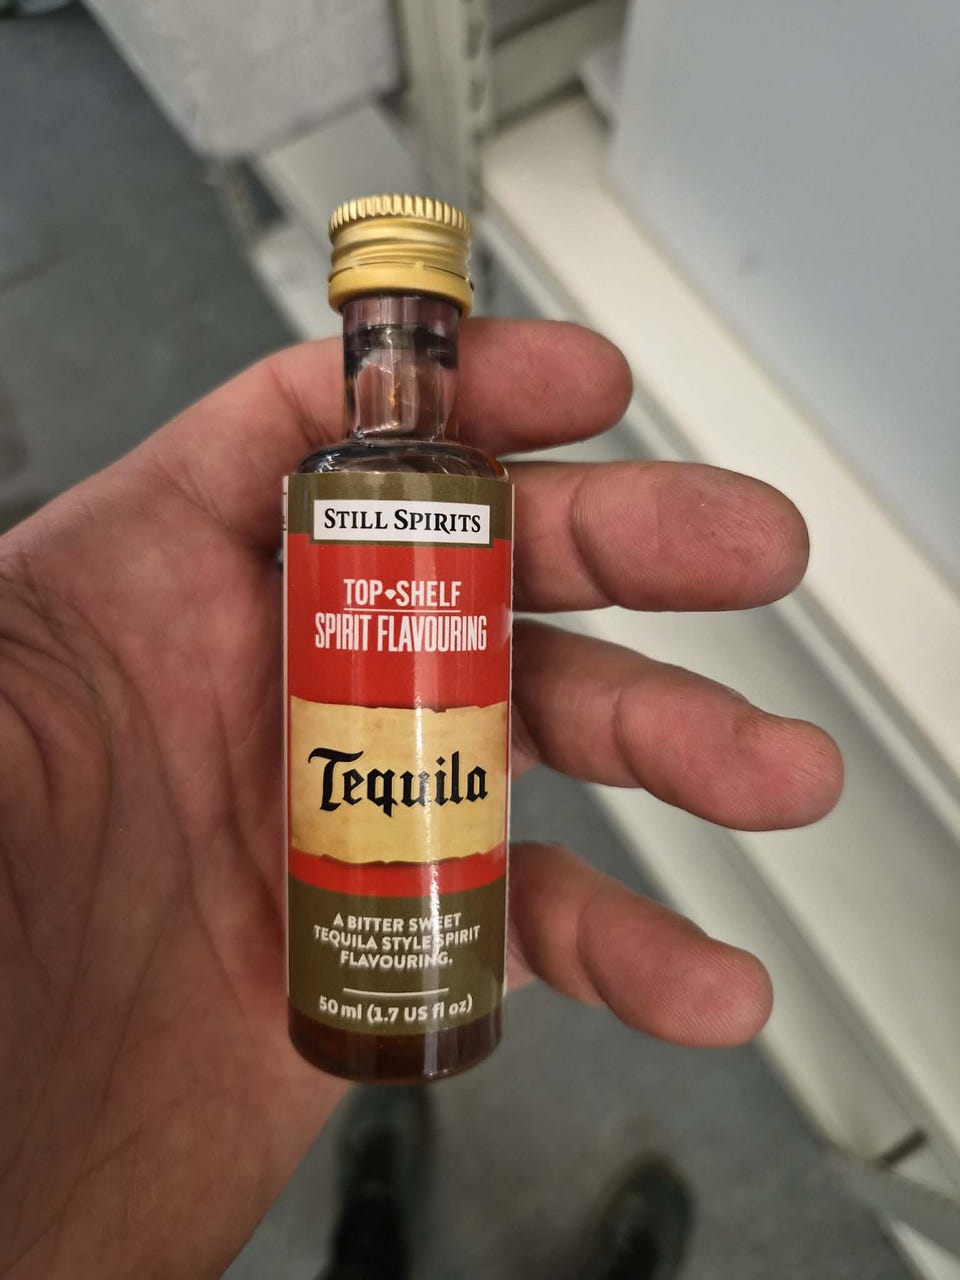 STILL SPIRITS
TOP•SHELF
SPIRIT FLAVOURING
Tequila
A BITTER SWEET
TEQUILA STYLE SPIRIT
FLAVOURING.
50 ml (1.7 US fl oz)